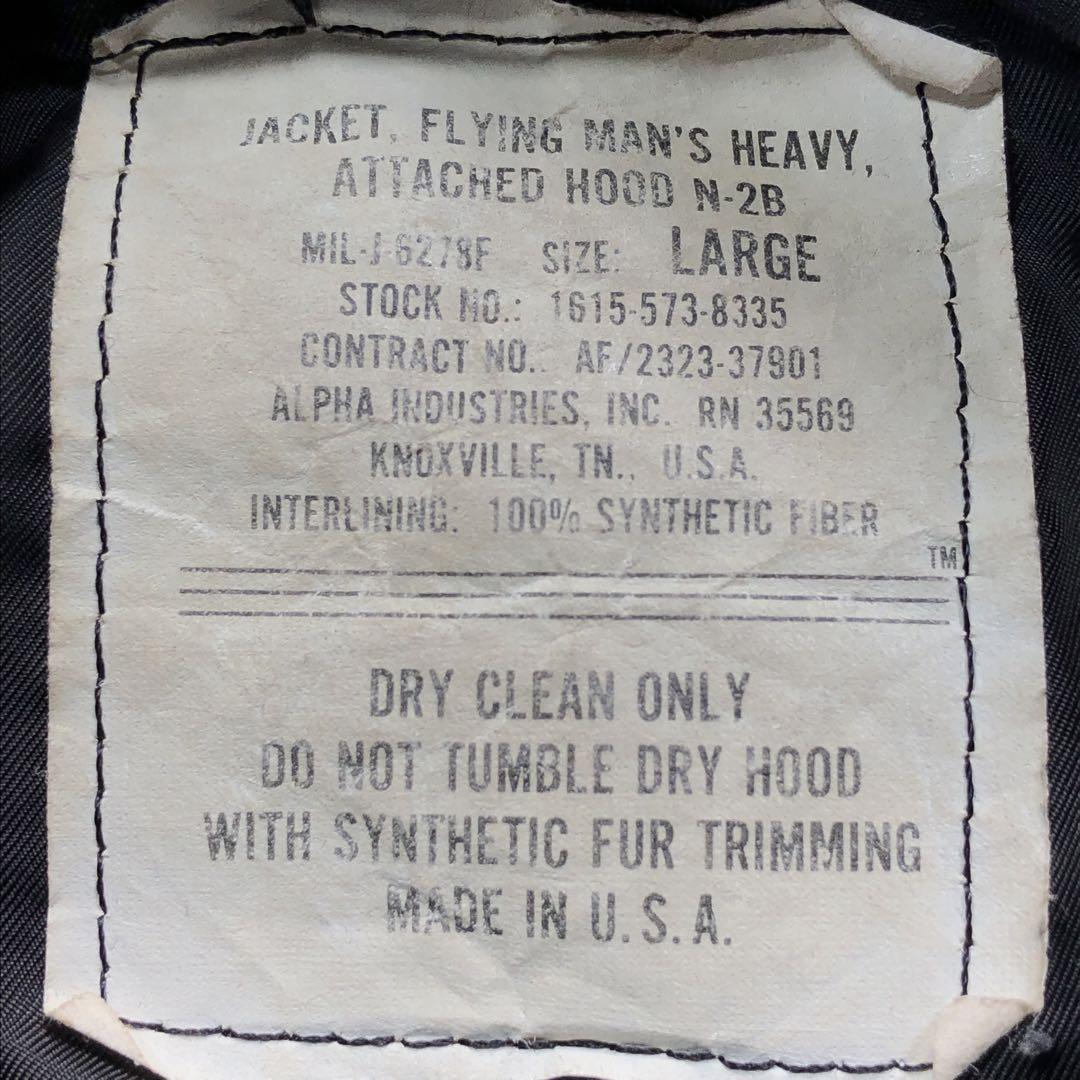 JACKET, FLYING MAN'S HEAVY,
ATTACHED HOOD N-2B
MIL-J-6278F SIZE: LARGE
STOCK NO.: 1615-573-8335
CONTRACT NO.. AF/2323-37901
ALPHA INDUSTRIES, INC. RN 35569
KNOXVILLE, TN., U.S.A.
INTERLINING: 100% SYNTHETIC FIBER
TM
DRY CLEAN ONLY
DO NOT TUMBLE DRY HOOD
WITH SYNTHETIC FUR TRIMMING
MADE IN U.S.A.